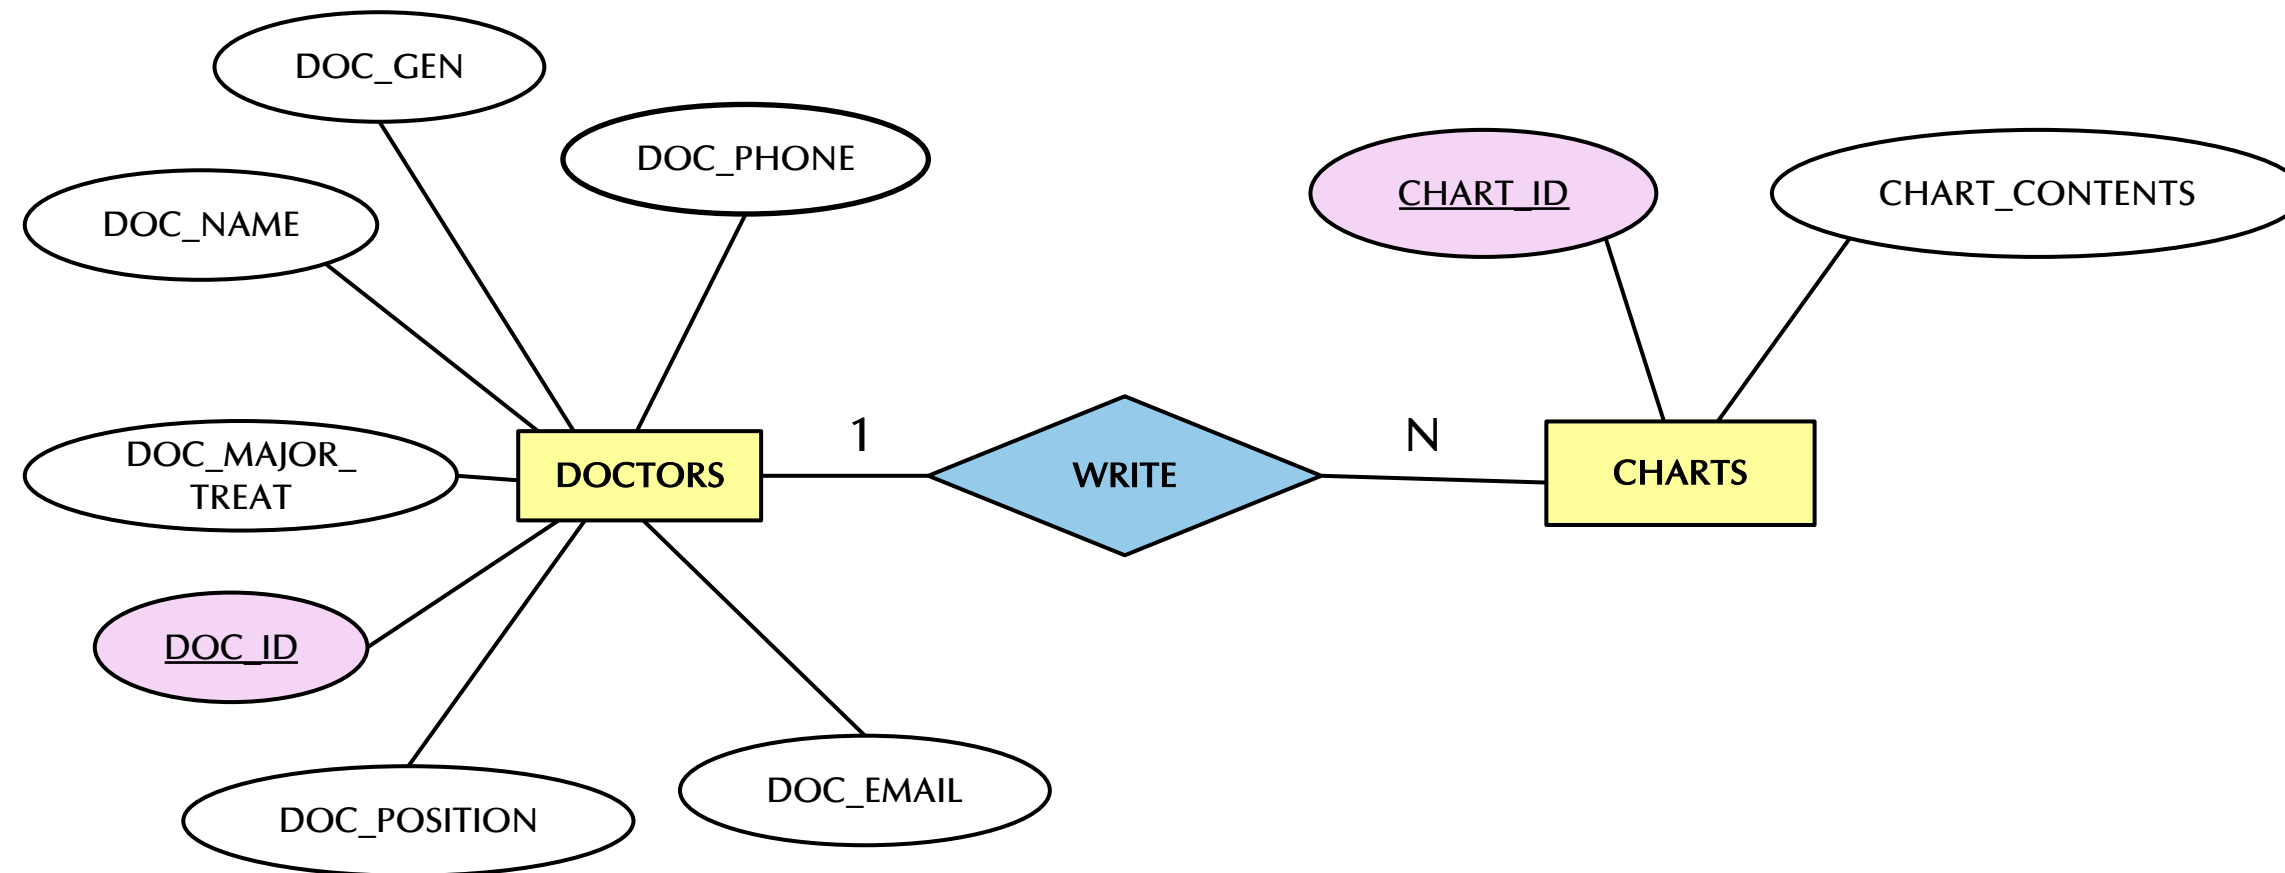 DOC_GEN
DOC_PHONE
CHART_ID
CHART_CONTENTS
DOC_NAME
1
N
DOC_MAJOR_
TREAT
DOCTORS
WRITE
CHARTS
DOC_ID
DOC_EMAIL
DOC_POSITION